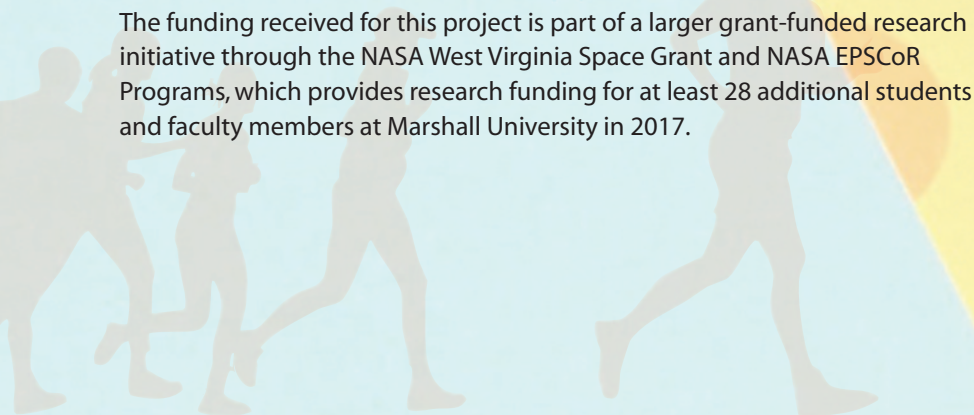 The funding received for this project is part of a larger grant-funded research
initiative through the NASA West Virginia Space Grant and NASA EPSCoR
Programs, which provides research funding for at least 28 additional students
and faculty members at Marshall University in 2017.